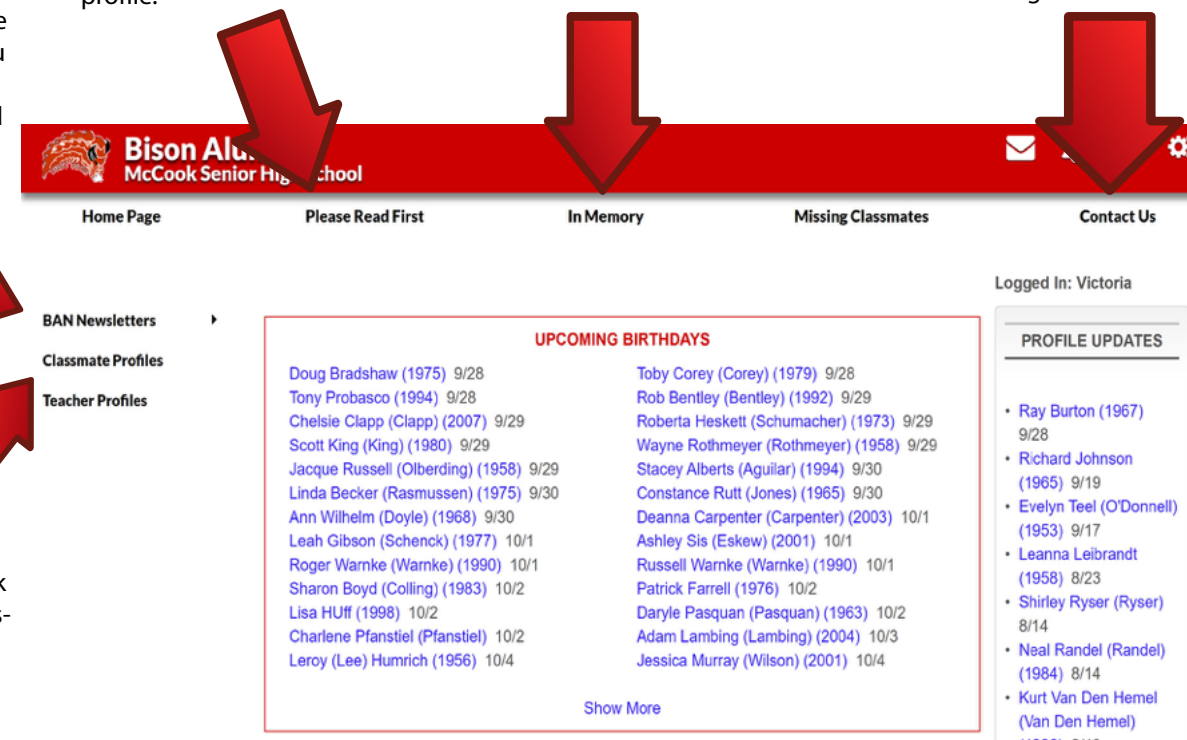 profile.
e
u
Bison Alu
McCook Senior Hig chool
Home Page
Please Read First
In Memory
Missing Classmates
Contact Us
Logged In: Victoria
BAN Newsletters
Classmate Profiles
Teacher Profiles
k
s-
UPCOMING BIRTHDAYS
Doug Bradshaw (1975) 9/28
Tony Probasco (1994) 9/28
Chelsie Clapp (Clapp) (2007) 9/29
Scott King (King) (1980) 9/29
Jacque Russell (Olberding) (1958) 9/29
Linda Becker (Rasmussen) (1975) 9/30
Ann Wilhelm (Doyle) (1968) 9/30
Leah Gibson (Schenck) (1977) 10/1
Roger Warnke (Warnke) (1990) 10/1
Sharon Boyd (Colling) (1983) 10/2
Lisa HUff (1998) 10/2
Charlene Pfanstiel (Pfanstiel) 10/2
Leroy (Lee) Humrich (1956) 10/4
Toby Corey (Corey) (1979) 9/28
Rob Bentley (Bentley) (1992) 9/29
Roberta Heskett (Schumacher) (1973) 9/29
Wayne Rothmeyer (Rothmeyer) (1958) 9/29
Stacey Alberts (Aguilar) (1994) 9/30
Constance Rutt (Jones) (1965) 9/30
Deanna Carpenter (Carpenter) (2003) 10/1
Ashley Sis (Eskew) (2001) 10/1
Russell Warnke (Warnke) (1990) 10/1
Patrick Farrell (1976) 10/2
Daryle Pasquan (Pasquan) (1963) 10/2
Adam Lambing (Lambing) (2004) 10/3
Jessica Murray (Wilson) (2001) 10/4
Show More
PROFILE UPDATES
• Ray Burton (1967)
9/28
• Richard Johnson
(1965) 9/19
• Evelyn Teel (O'Donnell)
(1953) 9/17
• Leanna Leibrandt
(1958) 8/23
• Shirley Ryser (Ryser)
8/14
• Neal Randel (Randel)
(1984) 8/14
• Kurt Van Den Hemel
(Van Den Hemel)